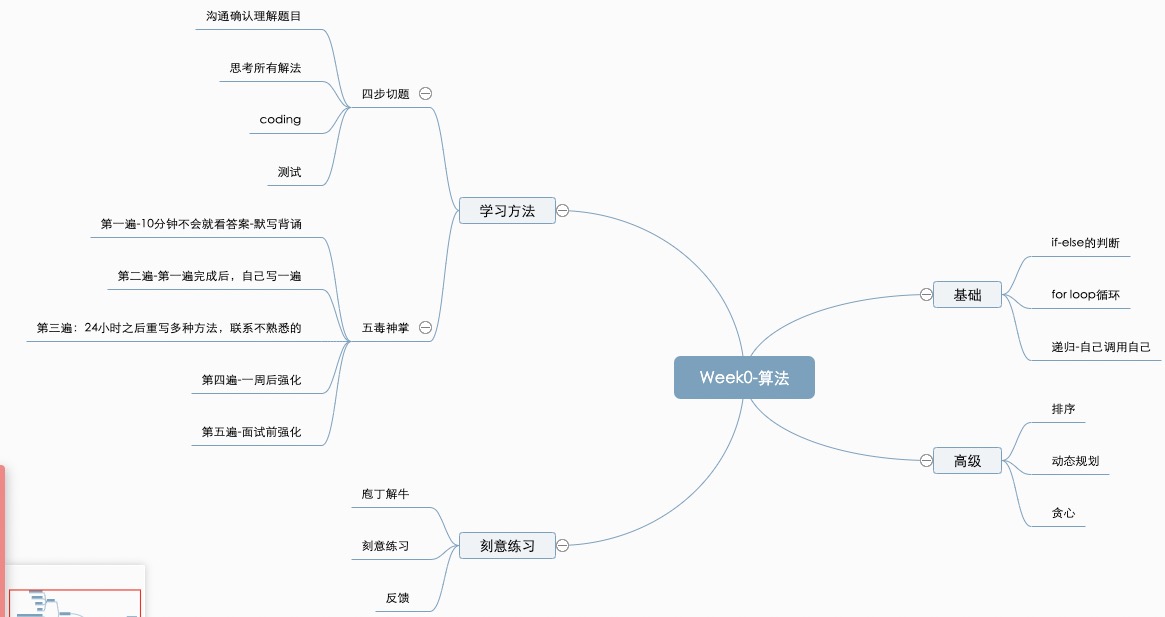 沟通确认理解题目
思考所有解法
四步切题
coding
测试
学习方法
第一遍-10分钟不会就看答案-默写背诵
第二遍-第一遍完成后，自己写一遍
第三遍：24小时之后重写多种方法，联系不熟悉的
五毒神掌
第四遍-一周后强化
第五遍-面试前强化
Week0-算法
if-else的判断
基础
for loop循环
递归-自己调用自己
排序
高级
动态规划
贪心
庖丁解牛
刻意练习
刻意练习
反馈